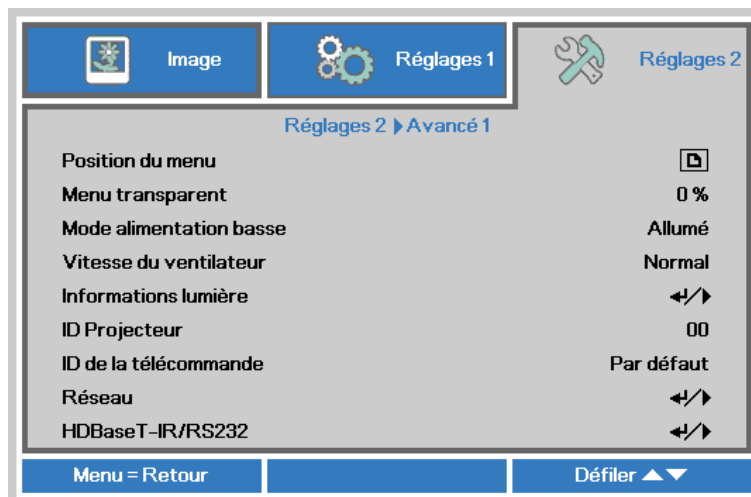 Image
Réglages 1
Réglages 2
Réglages 2 Avancé 1
Position du menu
Menu transparent 0 %
Mode alimentation basse Allumé
Vitesse du ventilateur Normal
Informations lumière
ID Projecteur 00
ID de la télécommande Par défaut
Réseau
HDBaseT-IR/RS232
Menu = Retour
Défiler